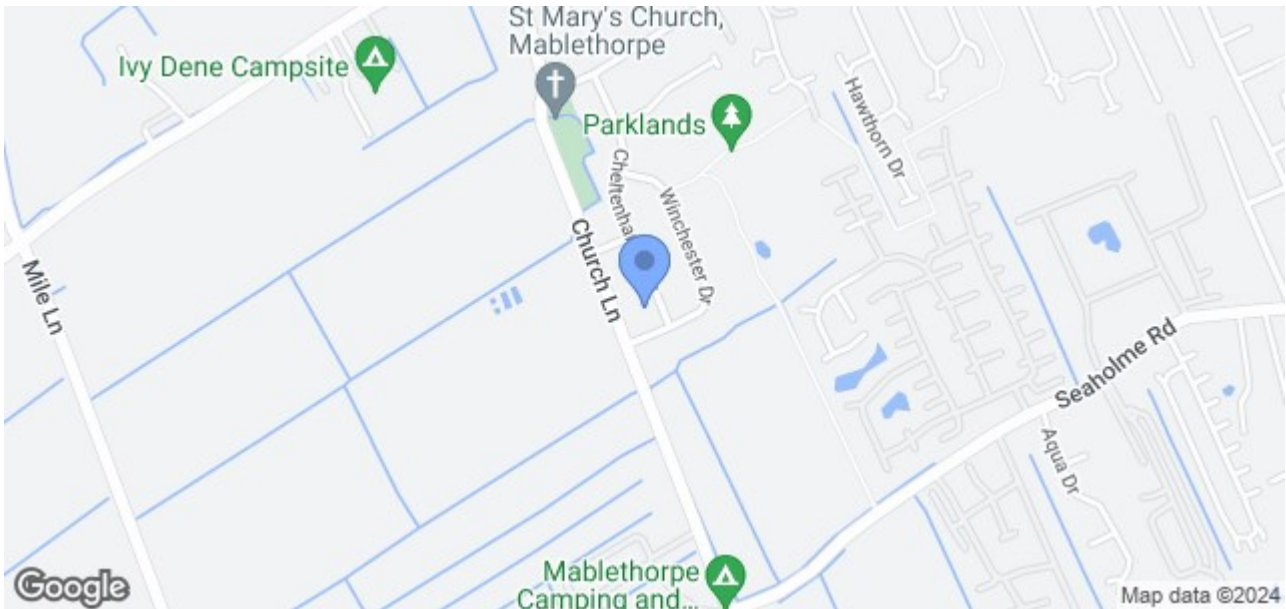 St Mary's Church,
Mablethorpe
Ivy Dene Campsite
Parklands
Hawthorn Dr
Cheltenha
Winchester Dr
Church Ln
Mile Ln
Seaholme Rd
Aqua Dr
Mablethorpe
Camping and...
Google
Map data ©2024